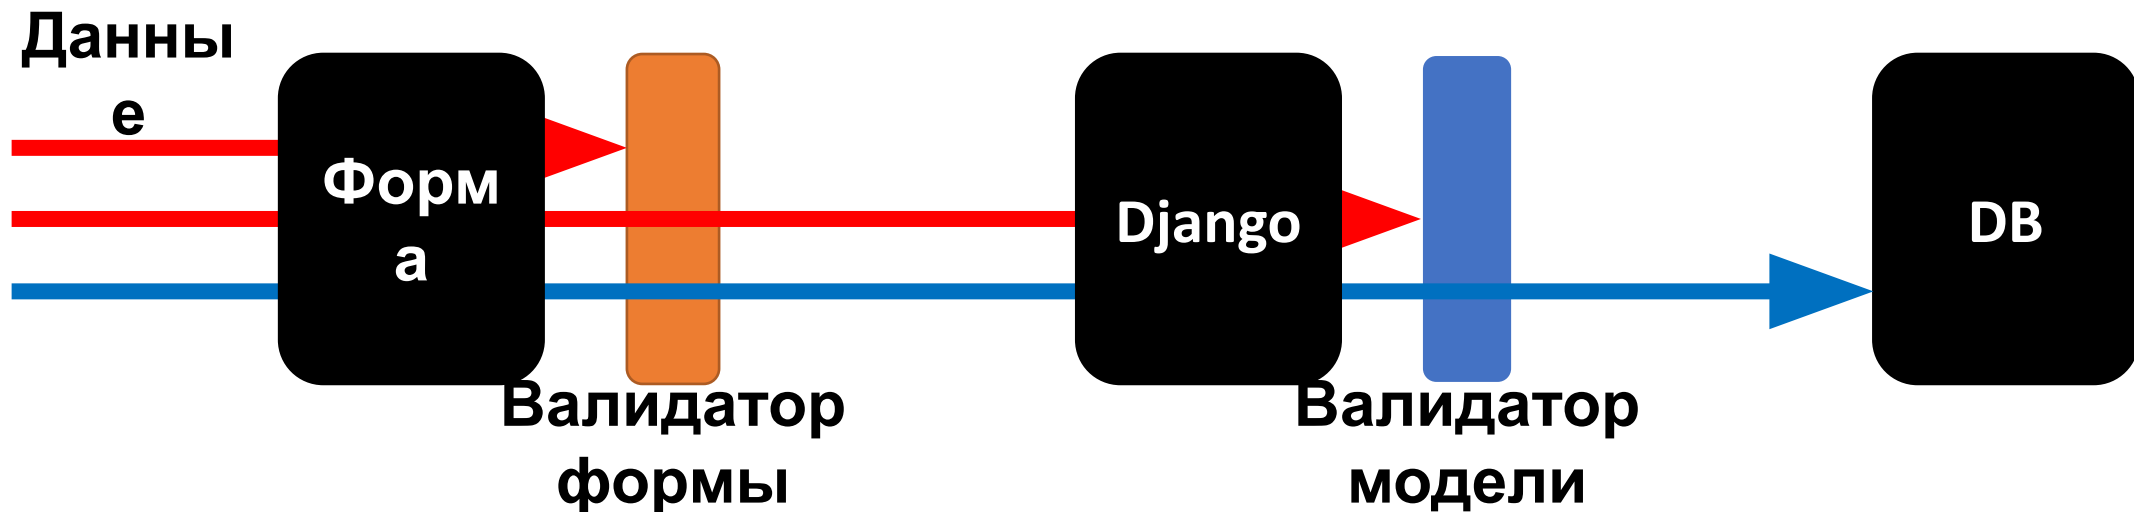 Данны
е
Форм
а
Django
DB
Валидатор
формы
Валидатор
модели